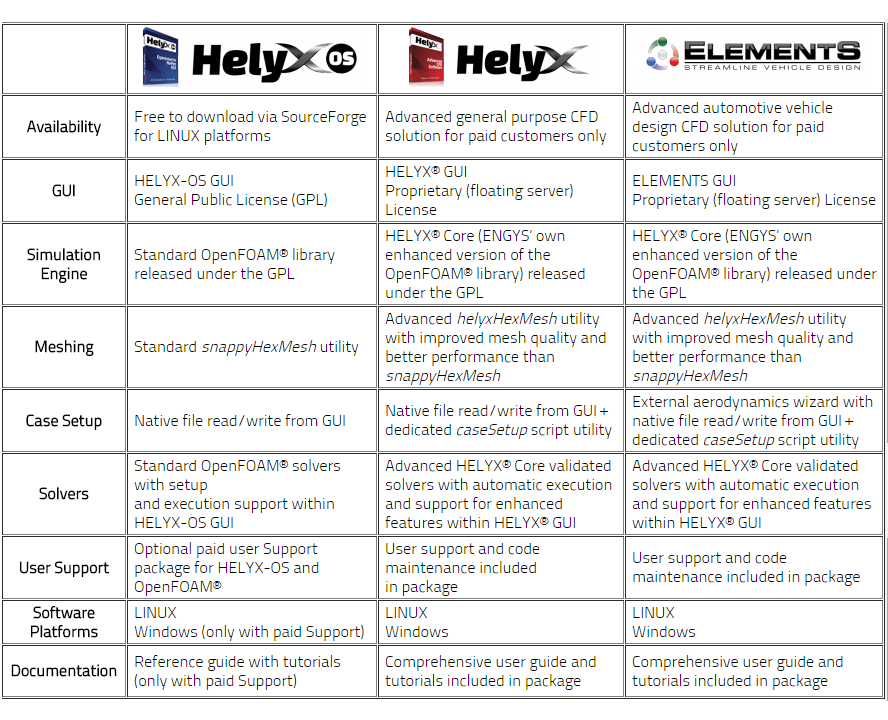 HelyX OS
HelyX
ELEMENTS
STREAMLINE VEHICLE DESIGN
Availability
Free to download via SourceForge
for LINUX platforms
Advanced general purpose CFD
solution for paid customers only
Advanced automotive vehicle
design CFD solution for paid
customers only
GUI
HELYX-OS GUI
General Public License (GPL)
HELYX® GUI
Proprietary (floating server)
License
ELEMENTS GUI
Proprietary (floating server) License
Simulation
Engine
Standard OpenFOAM® library
released under the GPL
HELYX® Core (ENGYS’ own
enhanced version of the
OpenFOAM® library) released
under the GPL
HELYX® Core (ENGYS’ own
enhanced version of the
OpenFOAM® library) released under
the GPL
Meshing
Standard snappyHexMesh utility
Advanced helyxHexMesh utility
with improved mesh quality and
better performance than
snappyHexMesh
Advanced helyxHexMesh utility
with improved mesh quality and
better performance than
snappyHexMesh
Case Setup
Native file read/write from GUI
Native file read/write from GUI +
dedicated caseSetup script utility
External aerodynamics wizard with
native file read/write from GUI +
dedicated caseSetup script utility
Solvers
Standard OpenFOAM® solvers
with setup
and execution support within
HELYX-OS GUI
Advanced HELYX® Core validated
solvers with automatic execution
and support for enhanced
features within HELYX® GUI
Advanced HELYX® Core validated
solvers with automatic execution
and support for enhanced features
within HELYX® GUI
User Support
Optional paid user Support
package for HELYX-OS and
OpenFOAM®
User support and code
maintenance included
in package
User support and code
maintenance included in package
Software
Platforms
LINUX
Windows (only with paid Support)
LINUX
Windows
LINUX
Windows
Documentation
Reference guide with tutorials
(only with paid Support)
Comprehensive user guide and
tutorials included in package
Comprehensive user guide and
tutorials included in package